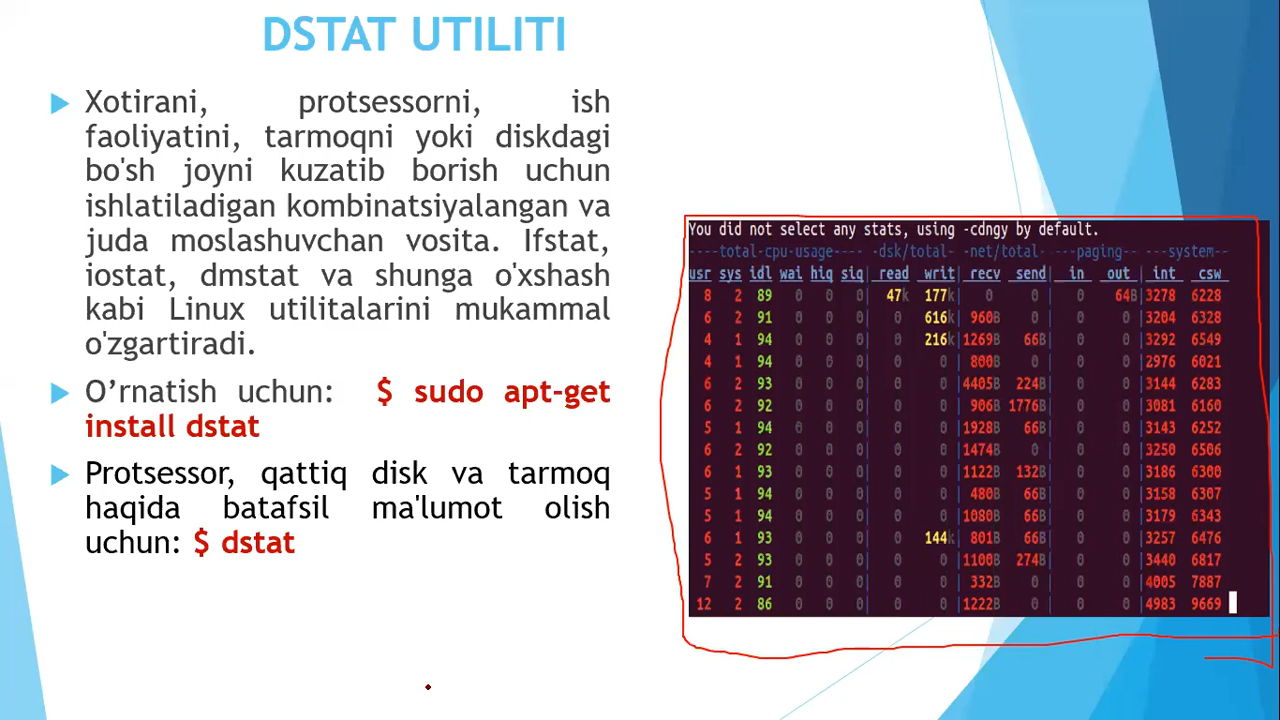 DSTAT UTILITI
Xotirani, protsessorni, ish
faoliyatini, tarmoqni yoki diskdagi
bo'sh joyni kuzatib borish uchun
ishlatiladigan kombinatsiyalangan va
juda moslashuvchan vosita. Ifstat,
iostat, dmstat va shunga o'xshash
kabi Linux utilitalarini mukammal
o'zgartiradi.
O’rnatish uchun: $ sudo apt-get
install dstat
Protsessor, qattiq disk va tarmoq
haqida batafsil ma'lumot olish
uchun: $ dstat
You did not select any stats, using -cdngy by default.
----total-cpu-usage---- -dsk/total- -net/total- ---paging-- ---system--
usr sys idl wai hiq siq| read writ| recv send| in out | int csw
8 2 89 0 0 0| 47k 177k| 0 0 | 0 64B|3278 6228
6 2 91 0 0 0| 0 616k| 960B 0 | 0 0 |3204 6328
4 1 94 0 0 0| 0 216k|1269B 66B| 0 0 |3292 6549
4 1 94 0 0 0| 0 0 | 800B 0 | 0 0 |2976 6021
6 2 93 0 0 0| 0 0 |4405B 224B| 0 0 |3144 6283
6 2 92 0 0 0| 0 0 | 906B 1776B| 0 0 |3081 6160
5 1 94 0 0 0| 0 0 |1928B 66B| 0 0 |3143 6252
6 2 92 0 0 0| 0 0 |1474B 0 | 0 0 |3250 6506
6 1 93 0 0 0| 0 0 |1122B 132B| 0 0 |3186 6300
5 1 94 0 0 0| 0 0 | 480B 66B| 0 0 |3158 6307
5 1 94 0 0 0| 0 0 |1080B 66B| 0 0 |3179 6343
6 1 93 0 0 0| 0 144k| 801B 66B| 0 0 |3257 6476
5 2 93 0 0 0| 0 0 |1100B 274B| 0 0 |3440 6817
7 2 91 0 0 0| 0 0 | 332B 0 | 0 0 |4005 7887
12 2 86 0 0 0| 0 0 |1222B 0 | 0 0 |4983 9669